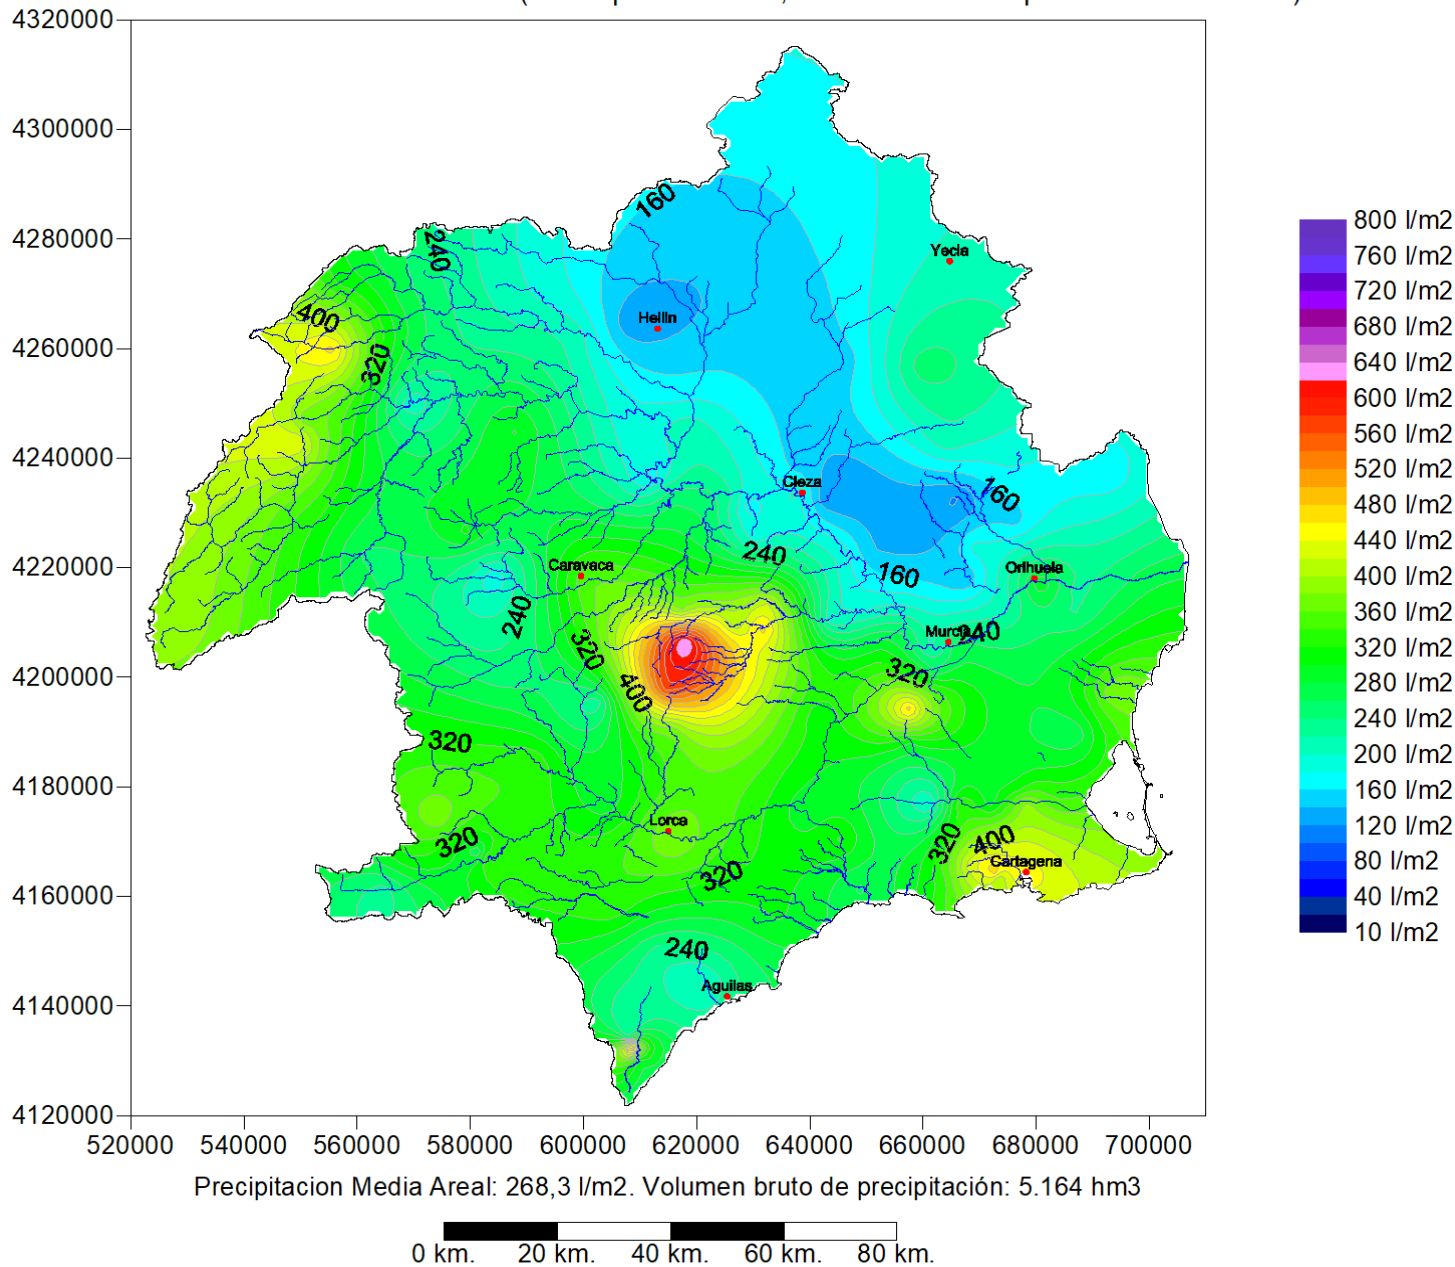 4320000
4300000
4280000
4260000
4240000
4220000
4200000
4180000
4160000
4140000
4120000
520000 540000 560000 580000 600000 620000 640000 660000 680000 700000
160
240
Yecla
Hellin
400
320
Cieza
160
240
Caravaca
160
Orihuela
240
Murcia
240
320
320
400
320
Lorca
320
320
400
Cartagena
320
240
Aguilas
800 l/m2
760 l/m2
720 l/m2
680 l/m2
640 l/m2
600 l/m2
560 l/m2
520 l/m2
480 l/m2
440 l/m2
400 l/m2
360 l/m2
320 l/m2
280 l/m2
240 l/m2
200 l/m2
160 l/m2
120 l/m2
80 l/m2
40 l/m2
10 l/m2
Precipitacion Media Areal: 268,3 l/m2. Volumen bruto de precipitación: 5.164 hm3
0 km. 20 km. 40 km. 60 km. 80 km.